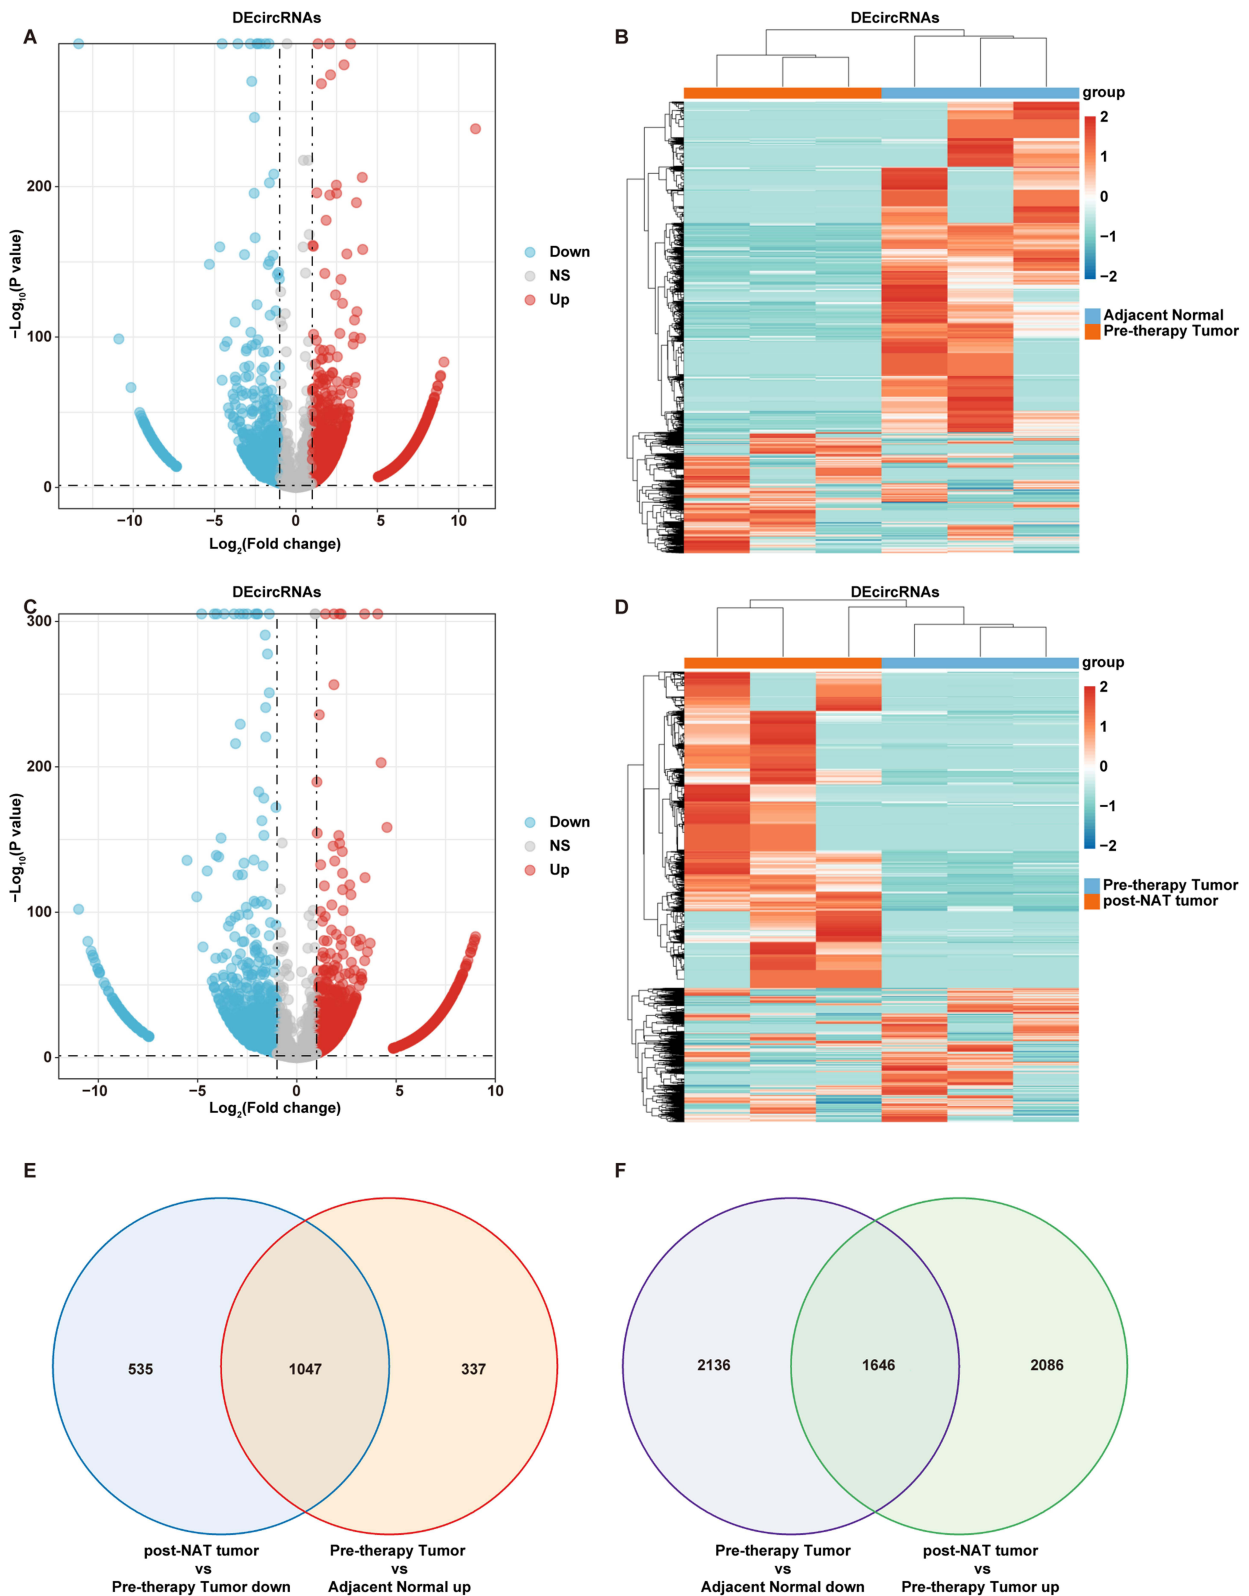 A
DEcircRNAs
−Log10(P value)
200
100
0
−10
−5
0
5
10
Log2(Fold change)
Down
NS
Up
B
DEcircRNAs
group
2
1
0
−1
−2
Adjacent Normal
Pre-therapy Tumor
C
DEcircRNAs
−Log10(P value)
300
200
100
0
−10
−5
0
5
10
Log2(Fold change)
Down
NS
Up
D
DEcircRNAs
group
2
1
0
−1
−2
Pre-therapy Tumor
post-NAT tumor
E
535
1047
337
post-NAT tumor
vs
Pre-therapy Tumor down
Pre-therapy Tumor
vs
Adjacent Normal up
F
2136
1646
2086
Pre-therapy Tumor
vs
Adjacent Normal down
post-NAT tumor
vs
Pre-therapy Tumor up